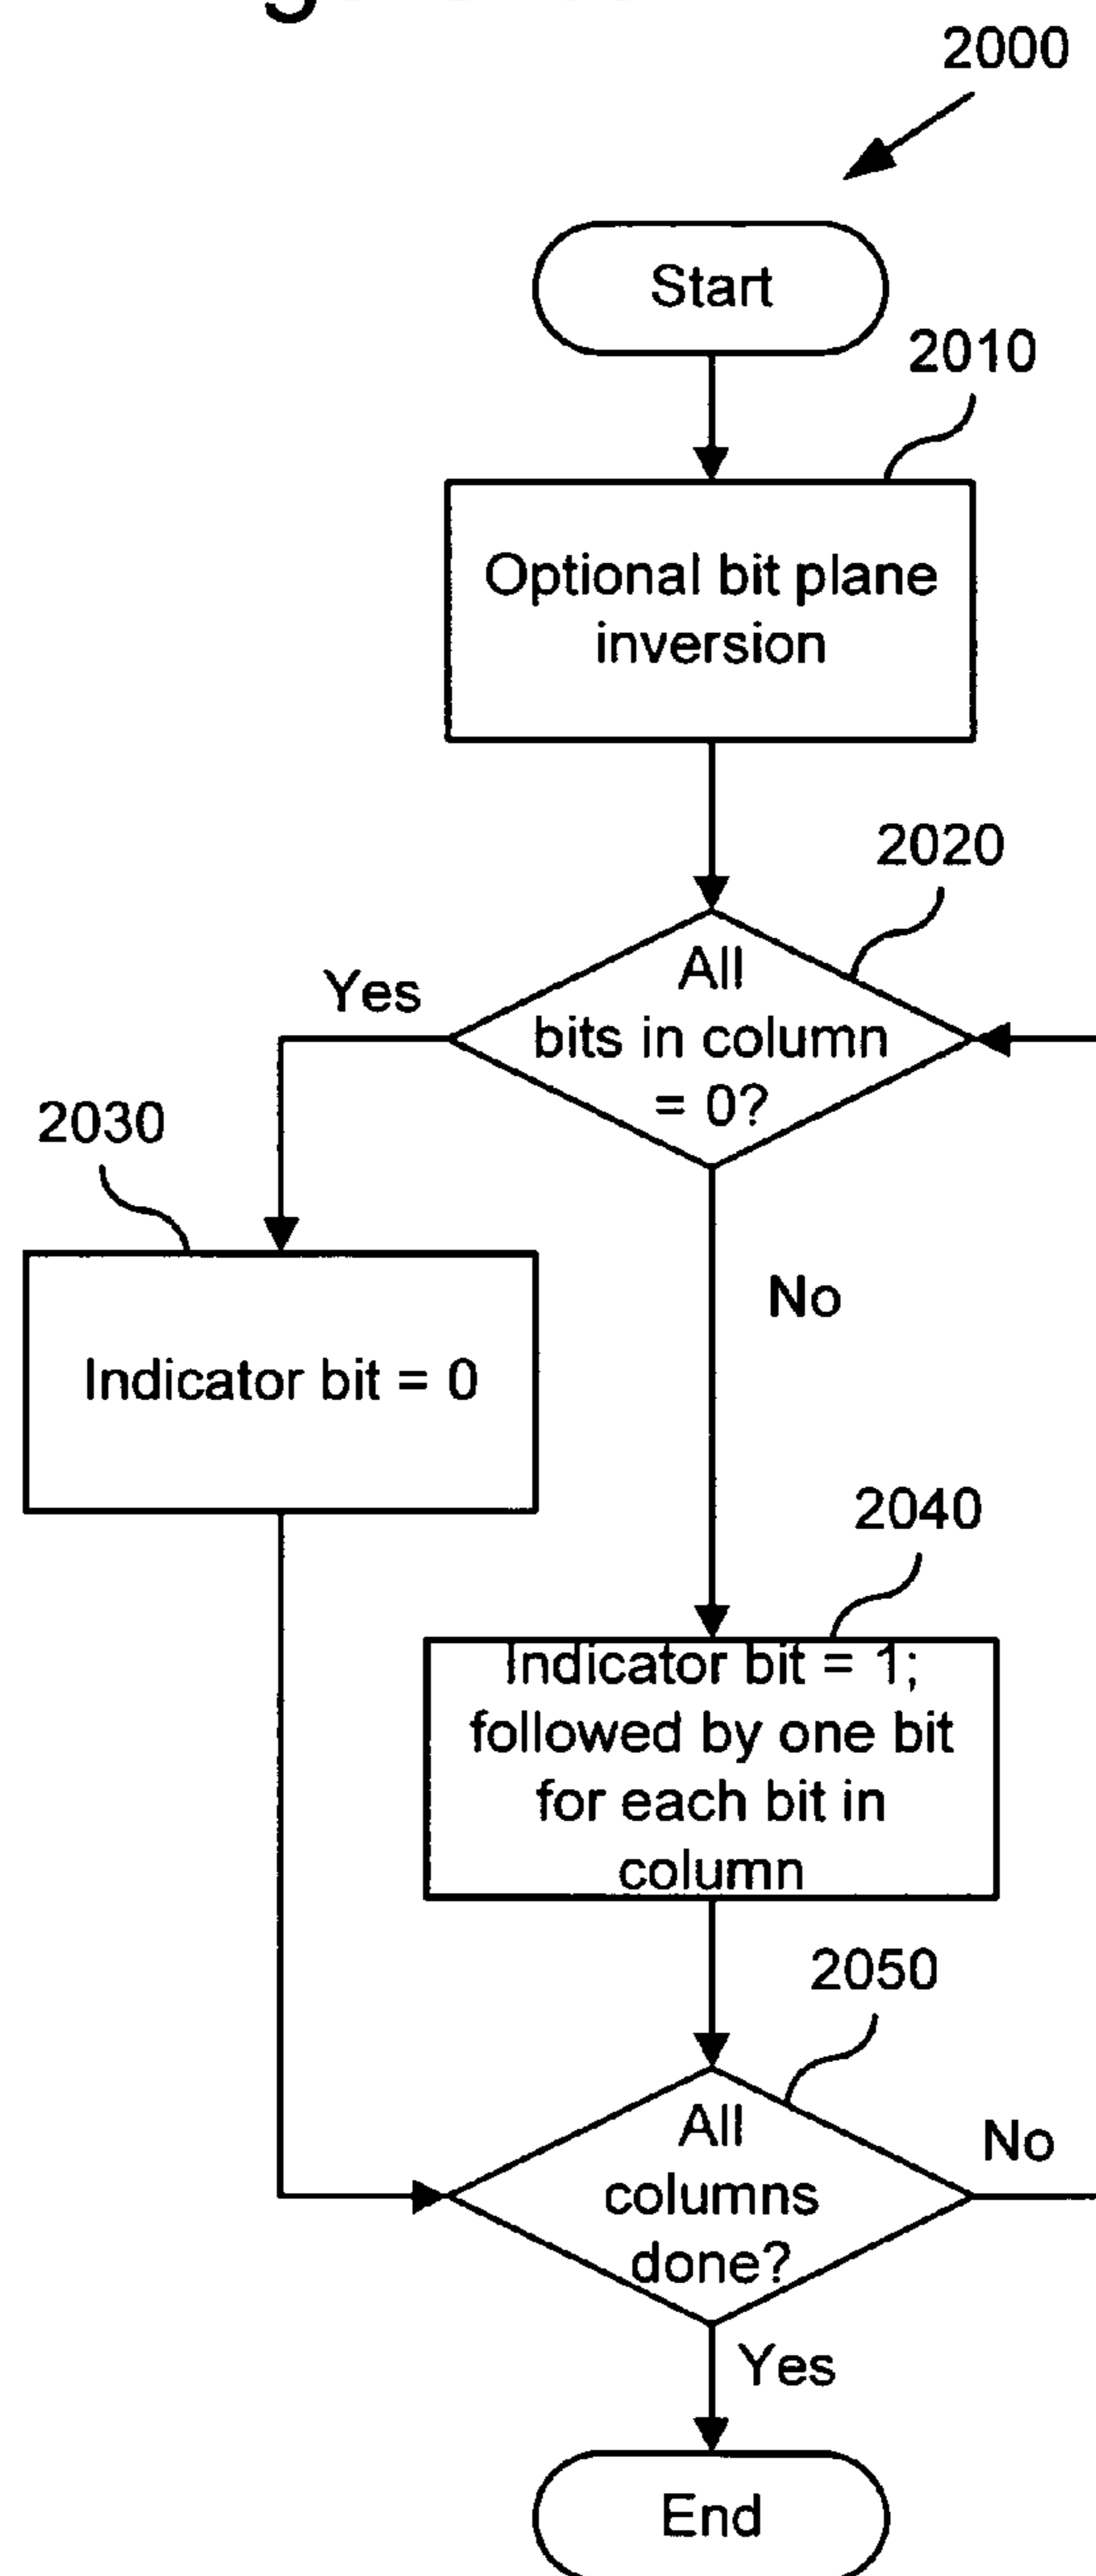 2000
Start
2010
Optional bit plane
inversion
2020
All
bits in column
= 0?
Yes
2030
Indicator bit = 0
No
2040
Indicator bit = 1;
followed by one bit
for each bit in
column
2050
All
columns
done?
No
Yes
End